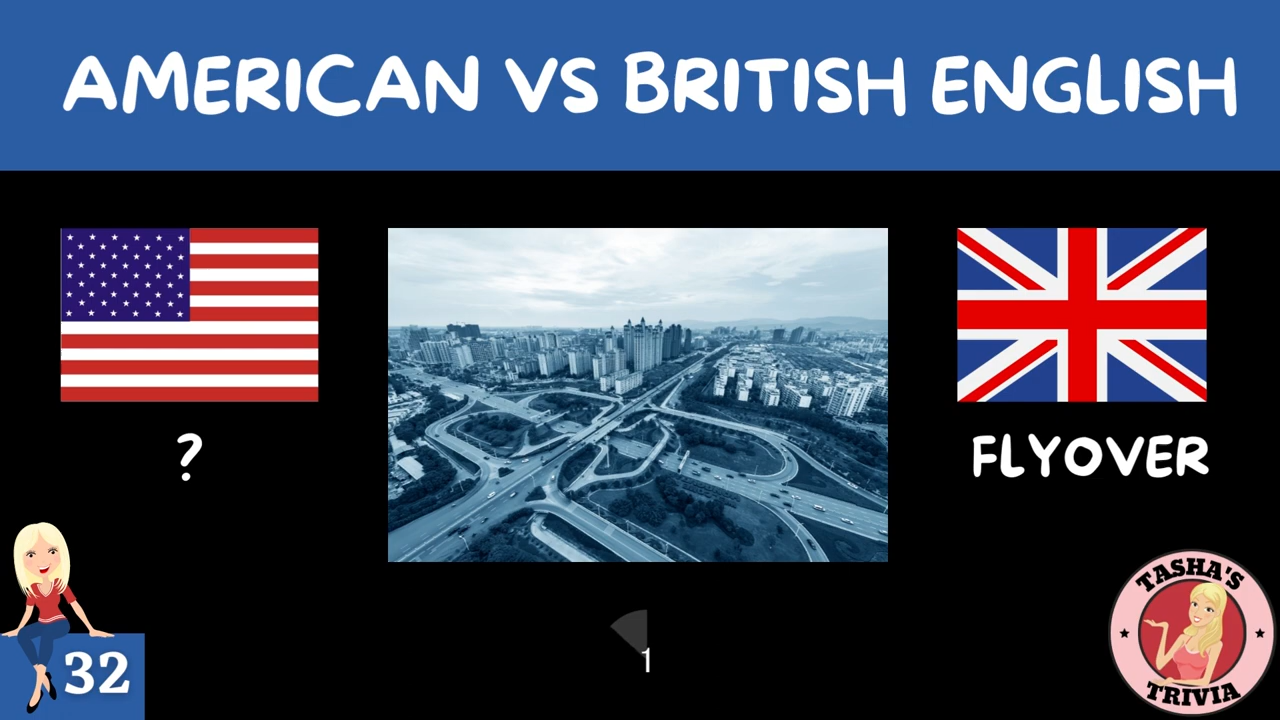 AMERICAN VS BRITISH ENGLISH
?
FLYOVER
32
1
TASHA'S
TRIVIA